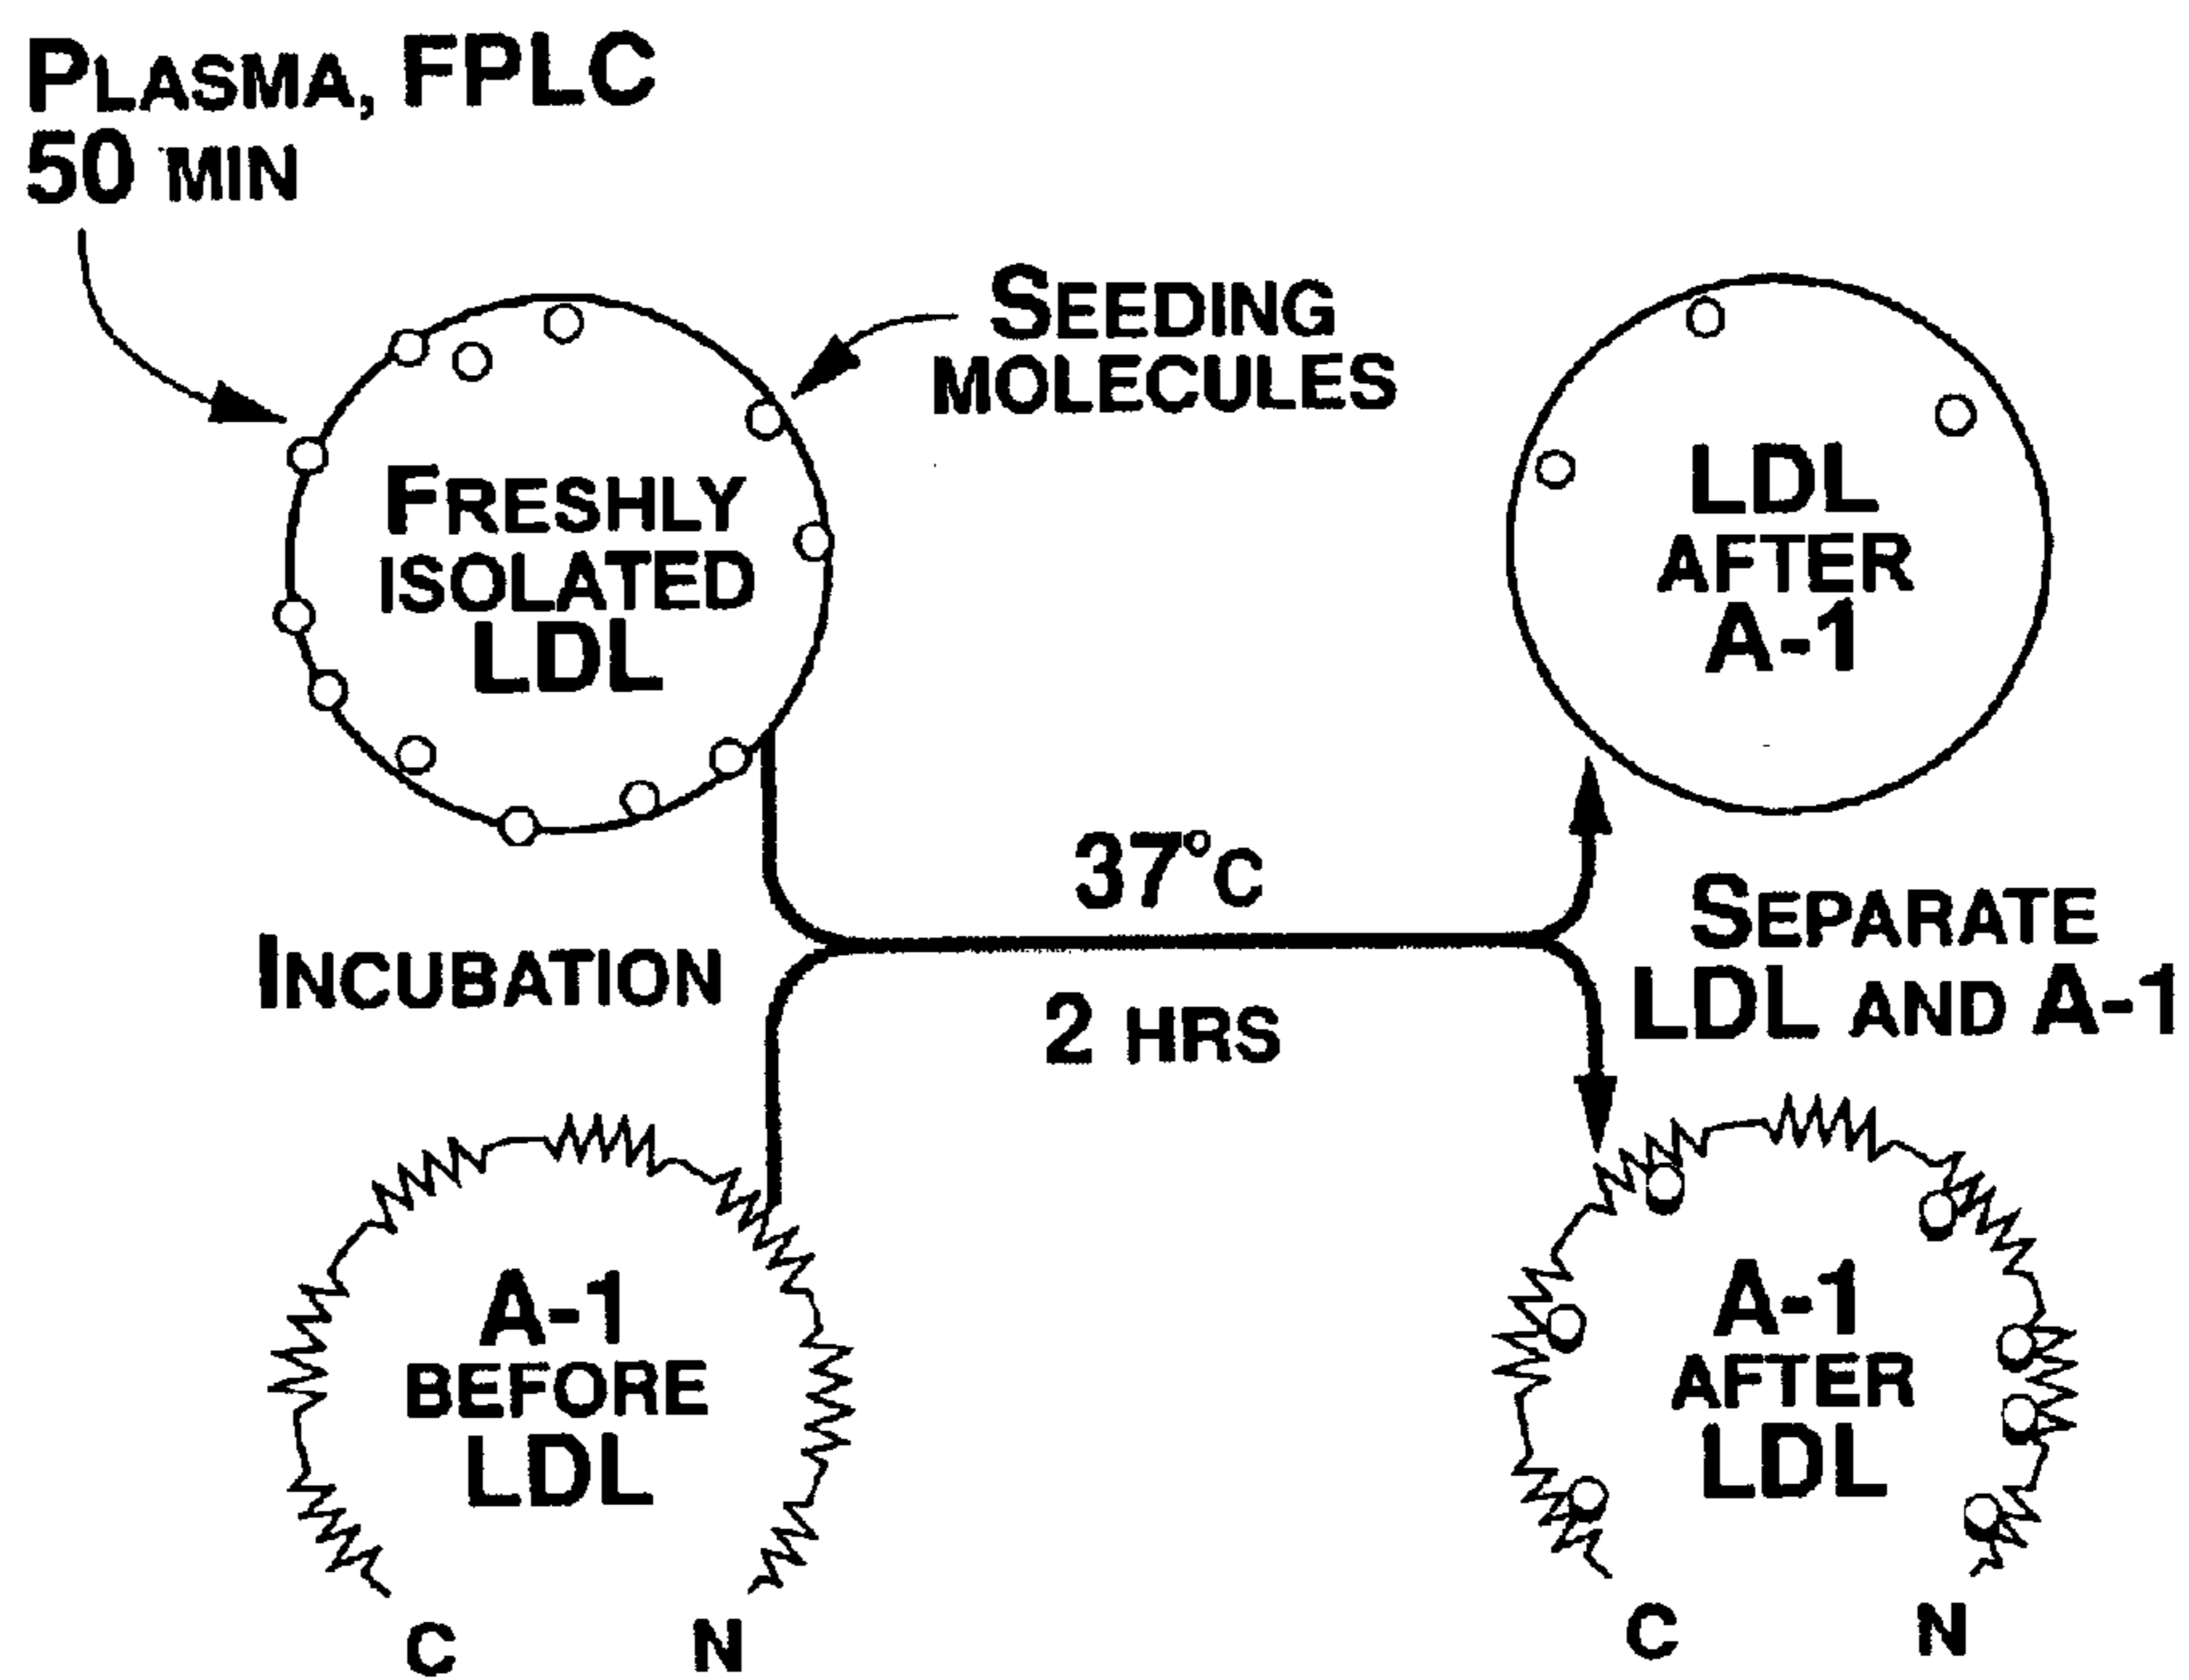 PLASMA, FPLC
50 MIN
SEEDING
MOLECULES
FRESHLY
ISOLATED
LDL
LDL
AFTER
A-1
37°C
INCUBATION
2 HRS
SEPARATE
LDL AND A-1
A-1
BEFORE
LDL
C N
A-1
AFTER
LDL
C N